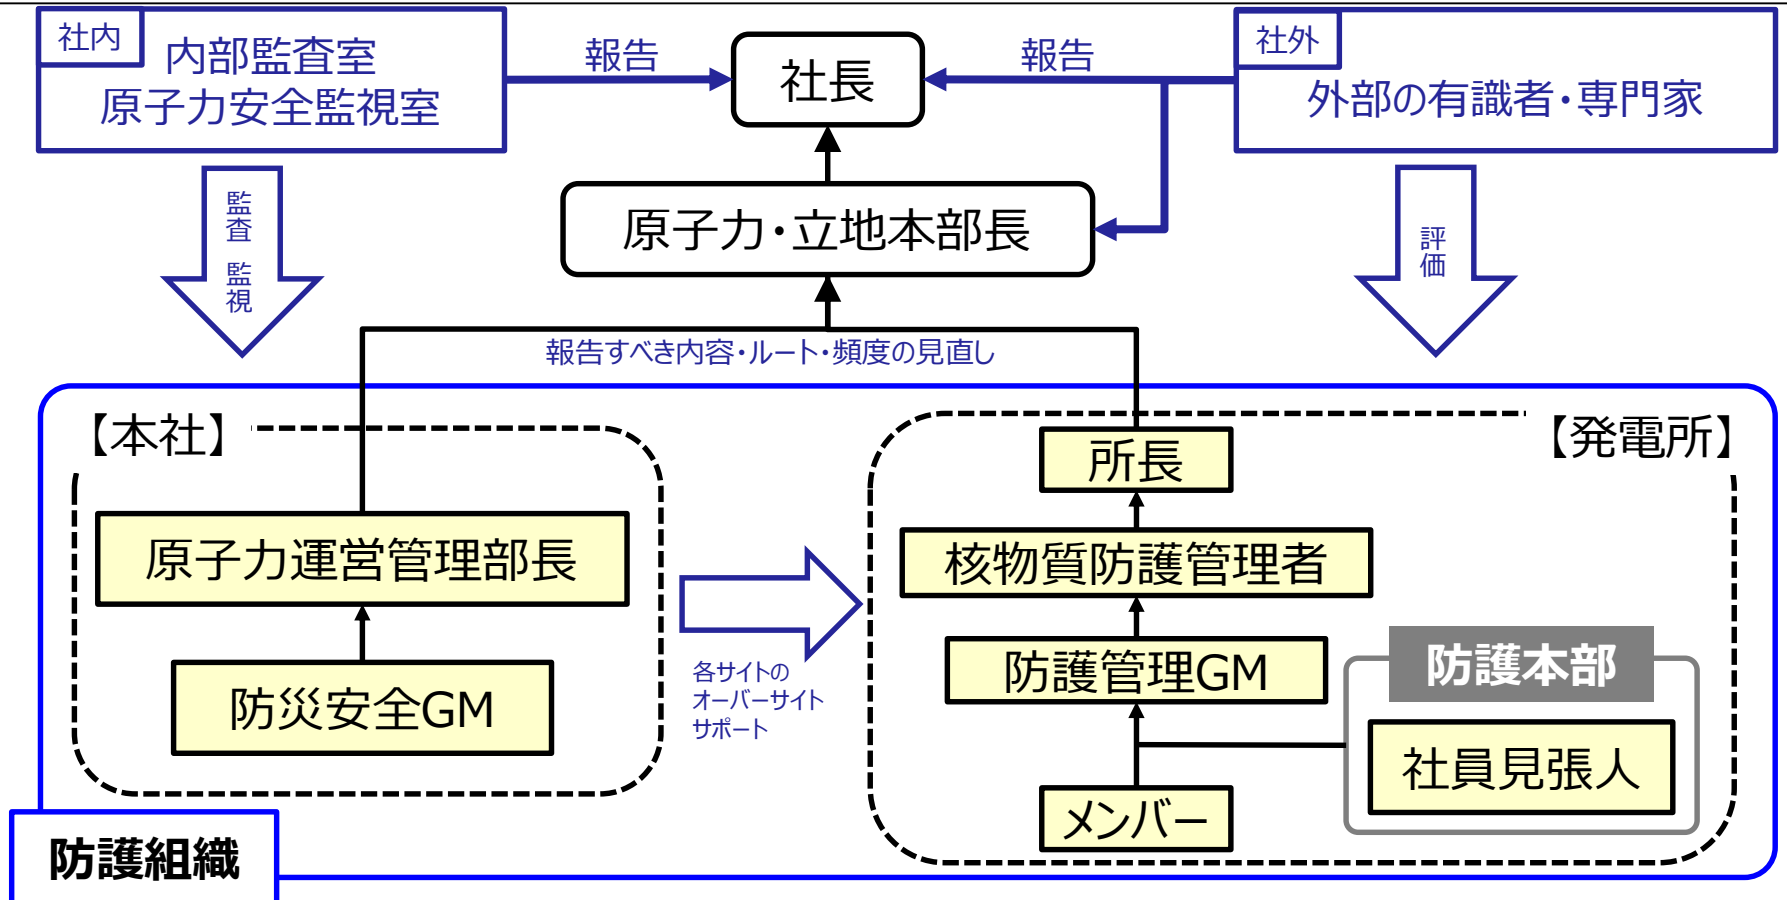 社内
内部監査室
原子力安全監視室
報告
社長
報告
社外
外部の有識者・専門家
監査
監視
原子力・立地本部長
評価
報告すべき内容・ルート・頻度の見直し
【本社】
原子力運営管理部長
防災安全GM
各サイトの
オーバーサイト
サポート
【発電所】
所長
核物質防護管理者
防護管理GM
防護本部
社員見張人
メンバー
防護組織